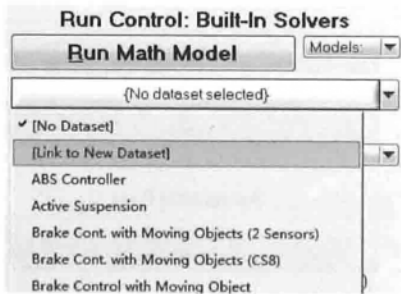 Run Control: Built-In Solvers
Run Math Model
Models:
{No dataset selected}
✓ [No Dataset]
[Link to New Dataset]
ABS Controller
Active Suspension
Brake Cont. with Moving Objects (2 Sensors)
Brake Cont. with Moving Objects (CS8)
Brake Control with Moving Object